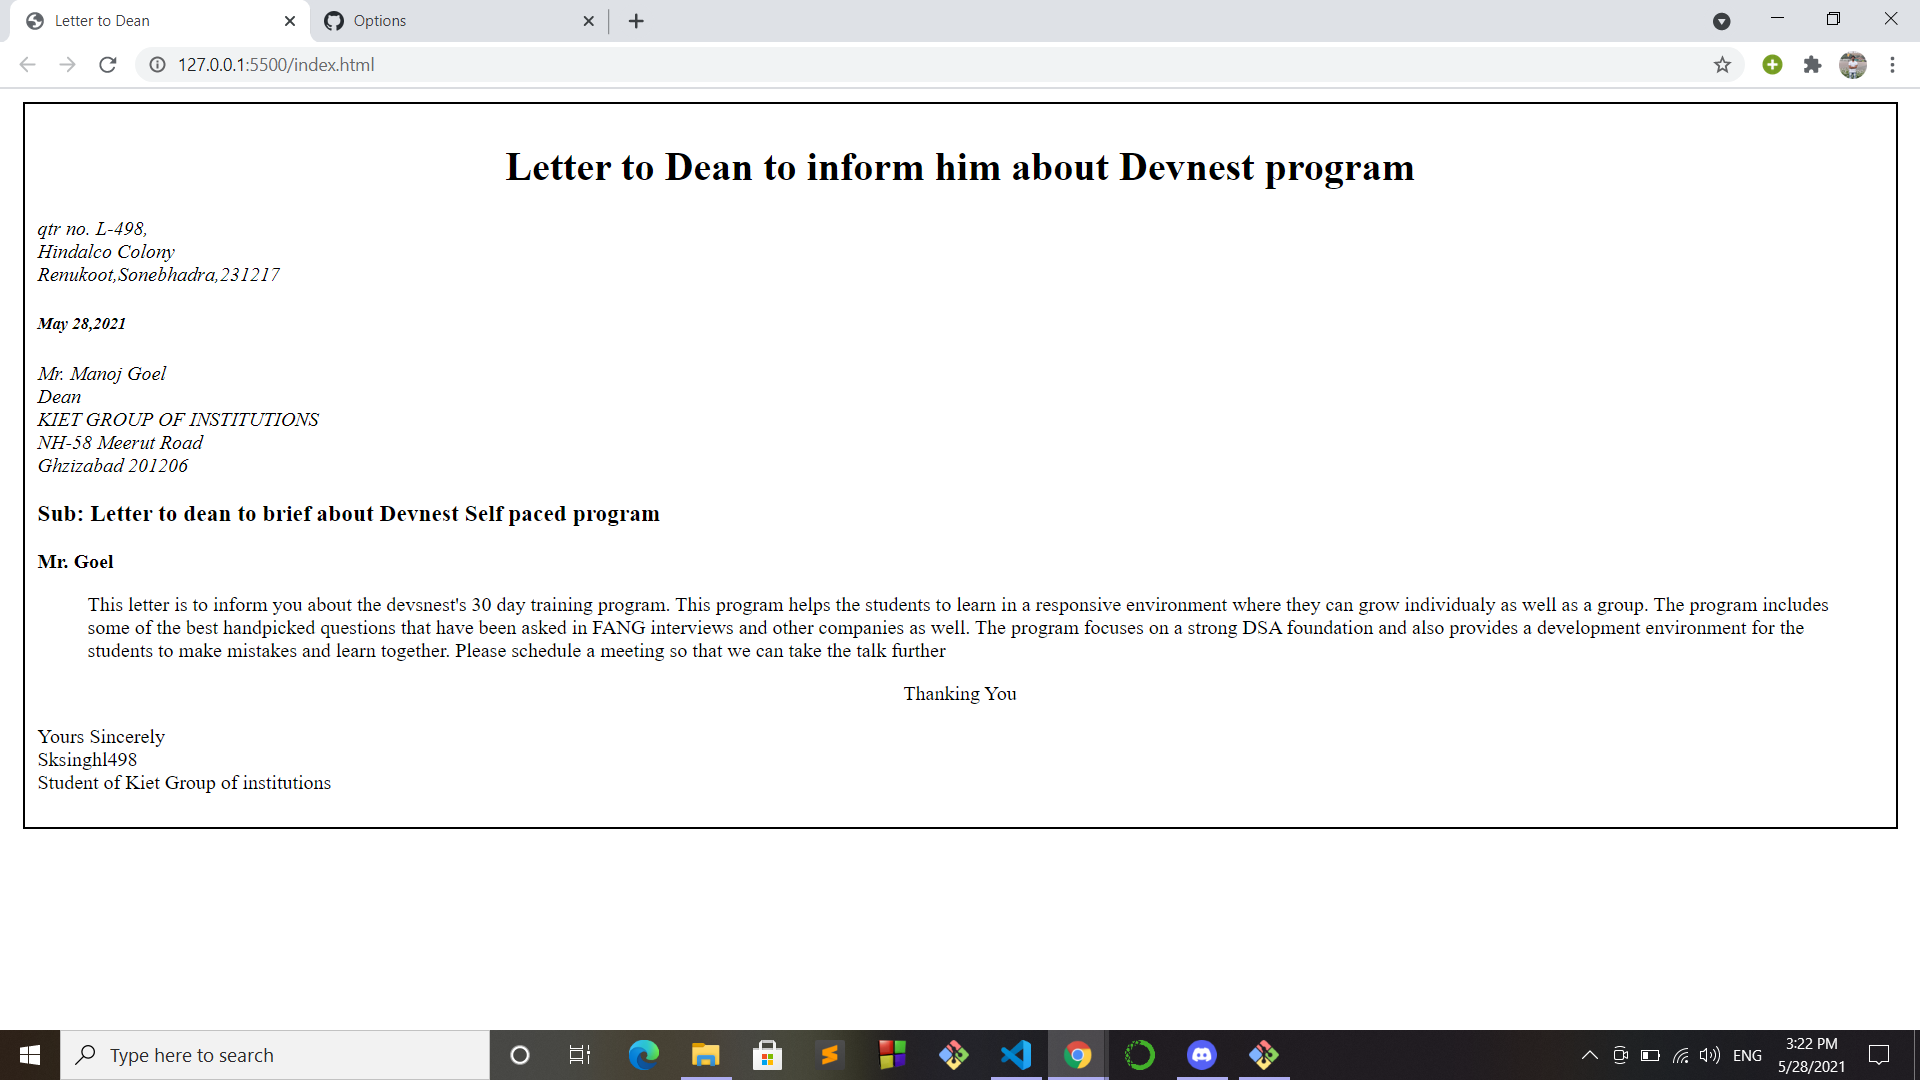 Letter to Dean
Options
127.0.0.1:5500/index.html
Letter to Dean to inform him about Devnest program
qtr no. L-498,
Hindalco Colony
Renukoot,Sonebhadra,231217
May 28,2021
Mr. Manoj Goel
Dean
KIET GROUP OF INSTITUTIONS
NH-58 Meerut Road
Ghzizabad 201206
Sub: Letter to dean to brief about Devnest Self paced program
Mr. Goel
This letter is to inform you about the devsnest's 30 day training program. This program helps the students to learn in a responsive environment where they can grow individualy as well as a group. The program includes
some of the best handpicked questions that have been asked in FANG interviews and other companies as well. The program focuses on a strong DSA foundation and also provides a development environment for the
students to make mistakes and learn together. Please schedule a meeting so that we can take the talk further
Thanking You
Yours Sincerely
Sksinghl498
Student of Kiet Group of institutions
Type here to search
ENG
3:22 PM
5/28/2021